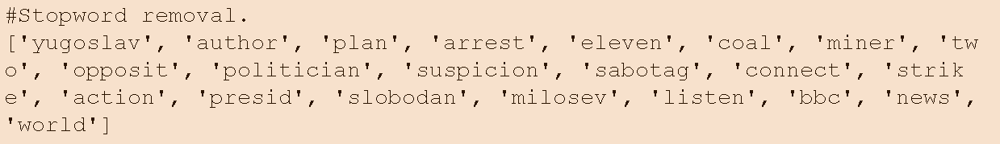 #Stopword removal.
['yugoslav', 'author', 'plan', 'arrest', 'eleven', 'coal', 'miner', 'tw
o', 'opposit', 'politician', 'suspicion', 'sabotag', 'connect', 'strik
e', 'action', 'presid', 'slobodan', 'milosev', 'listen', 'bbc', 'news',
'world']